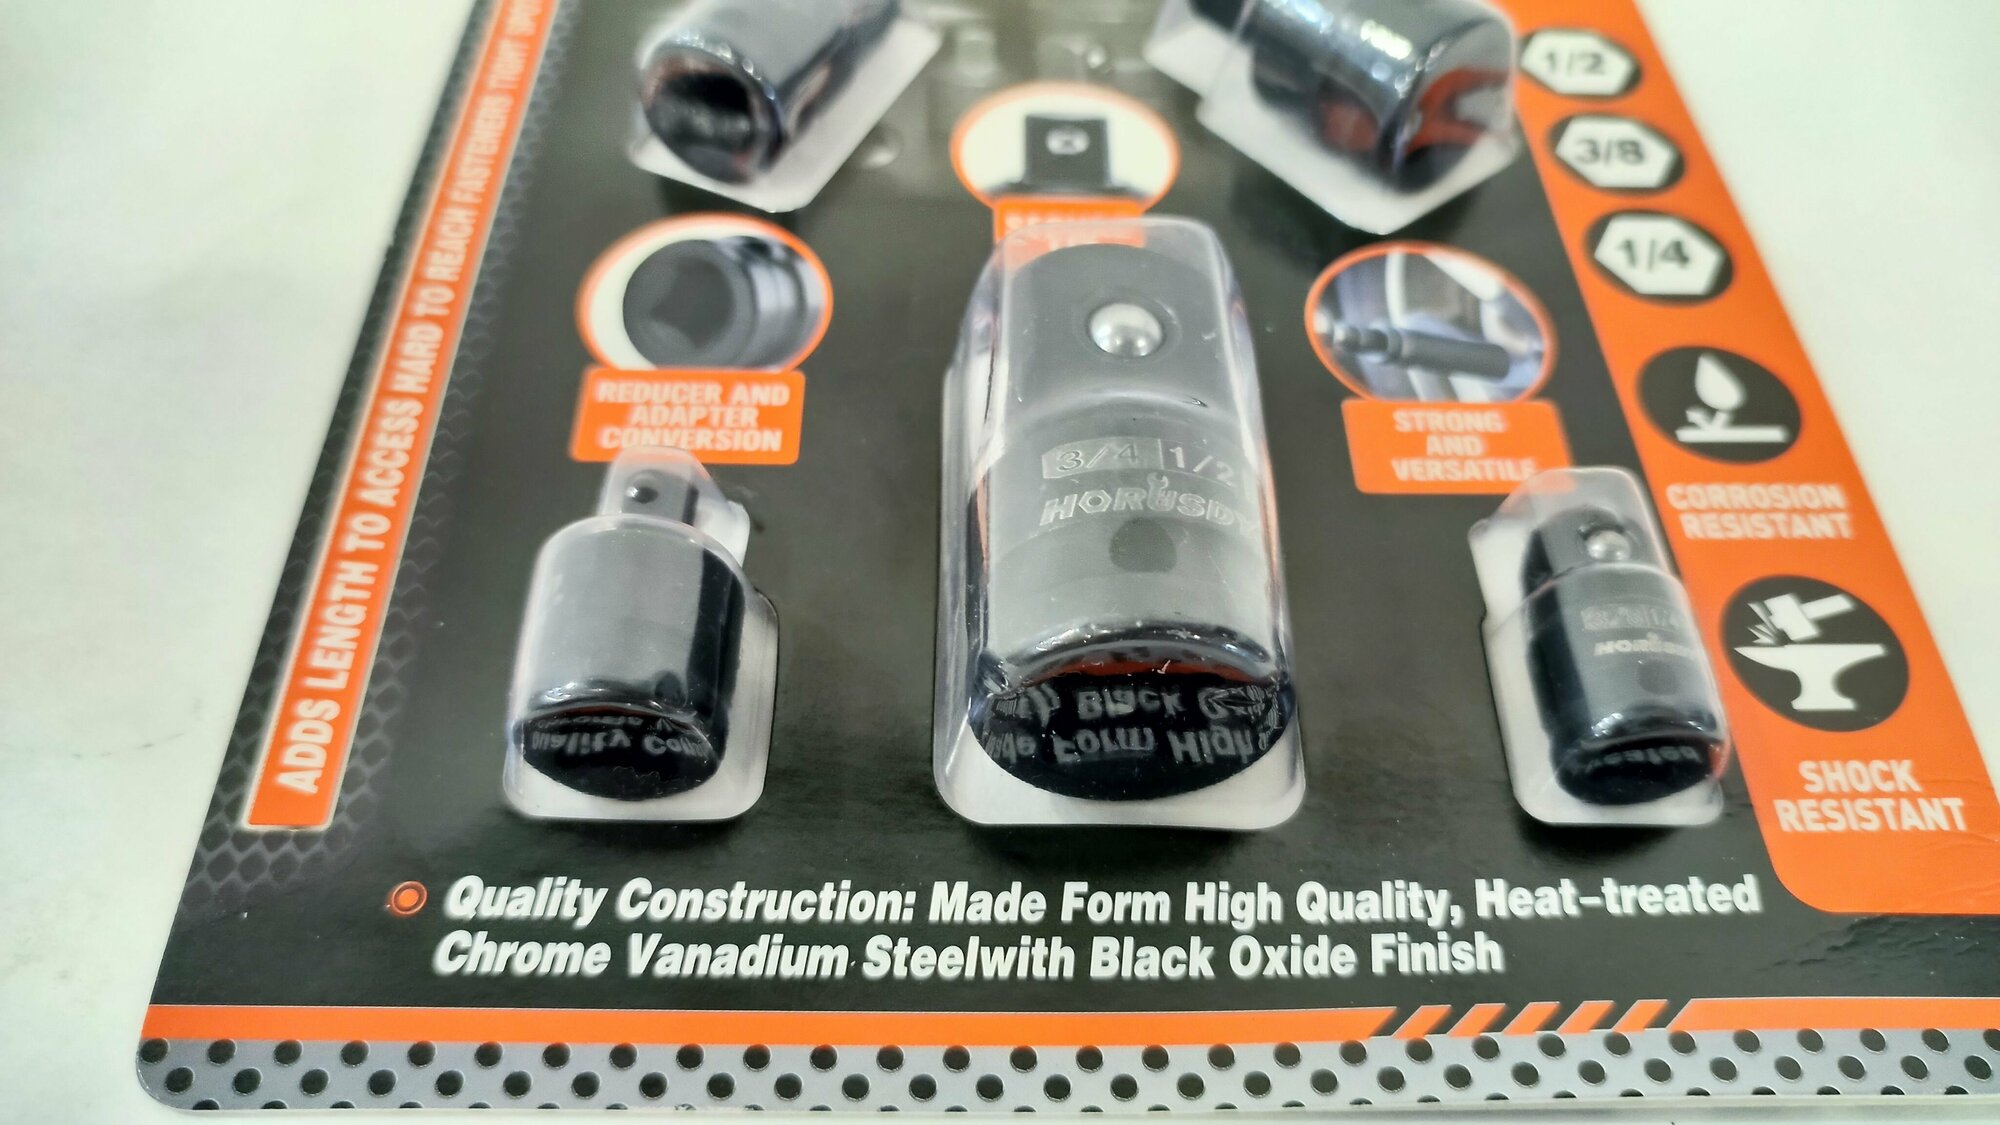 ADDS LENGTH TO ACCESS HARD TO REACH FASTENERS TIGHT
1/2
3/8
1/4
REDUCER AND
ADAPTER
CONVERSION
STRONG
AND
VERSATILE
3/4 1/2
HORUSDY
HORUSDY
CORROSION
RESISTANT
SHOCK
RESISTANT
Quality Construction: Made Form High Quality, Heat-treated
Chrome Vanadium Steelwith Black Oxide Finish